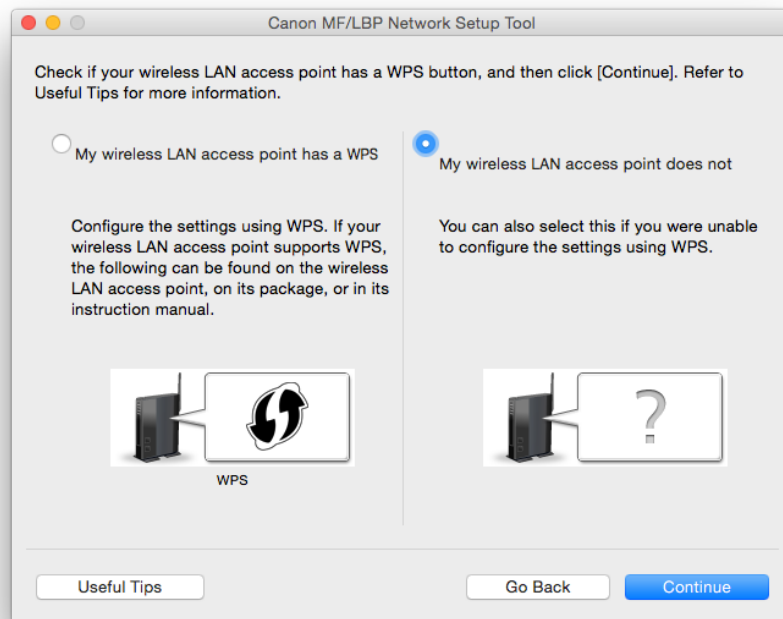 Canon MF/LBP Network Setup Tool
Check if your wireless LAN access point has a WPS button, and then click [Continue]. Refer to
Useful Tips for more information.
My wireless LAN access point has a WPS
Configure the settings using WPS. If your
wireless LAN access point supports WPS,
the following can be found on the wireless
LAN access point, on its package, or in its
instruction manual.
WPS
My wireless LAN access point does not
You can also select this if you were unable
to configure the settings using WPS.
?
Useful Tips
Go Back
Continue